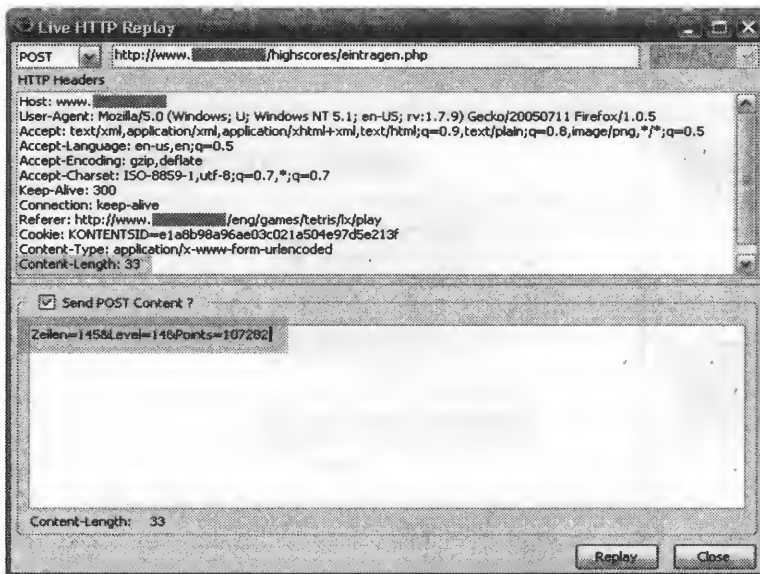 Live HTTP Replay
POST http://www. /highscores/eintragen.php
HTTP Headers
Host: www.
User-Agent: Mozilla/5.0 (Windows; U; Windows NT 5.1; en-US; rv:1.7.9) Gecko/20050711 Firefox/1.0.5
Accept: text/xml,application/xml,application/xhtml+xml,text/html;q=0.9,text/plain;q=0.8,image/png,*/*;q=0.5
Accept-Language: en-us,en;q=0.5
Accept-Encoding: gzip,deflate
Accept-Charset: ISO-8859-1,utf-8;q=0.7,*;q=0.7
Keep-Alive: 300
Connection: keep-alive
Referer: http://www. /eng/games/tetris/lx/play
Cookie: KONTENTSID=e1a8b98a96ae03c021a504e97d5e213f
Content-Type: application/x-www-form-urlencoded
Content-Length: 33
Send POST Content ?
Zeilen=145&Level=14&Points=107282
Content-Length: 33
Replay Close